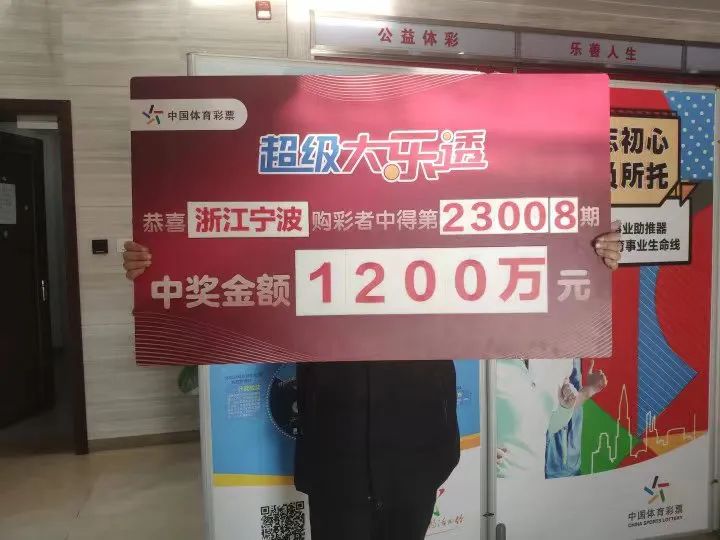 公益体彩
乐善人生
中国体育彩票
超级大乐透
恭喜 浙江宁波 购彩者中得第23008期
中奖金额 1200万元
初心
所托
业助推器
事业生命线
中国体育彩票
CHINA SPORTS LOTTERY